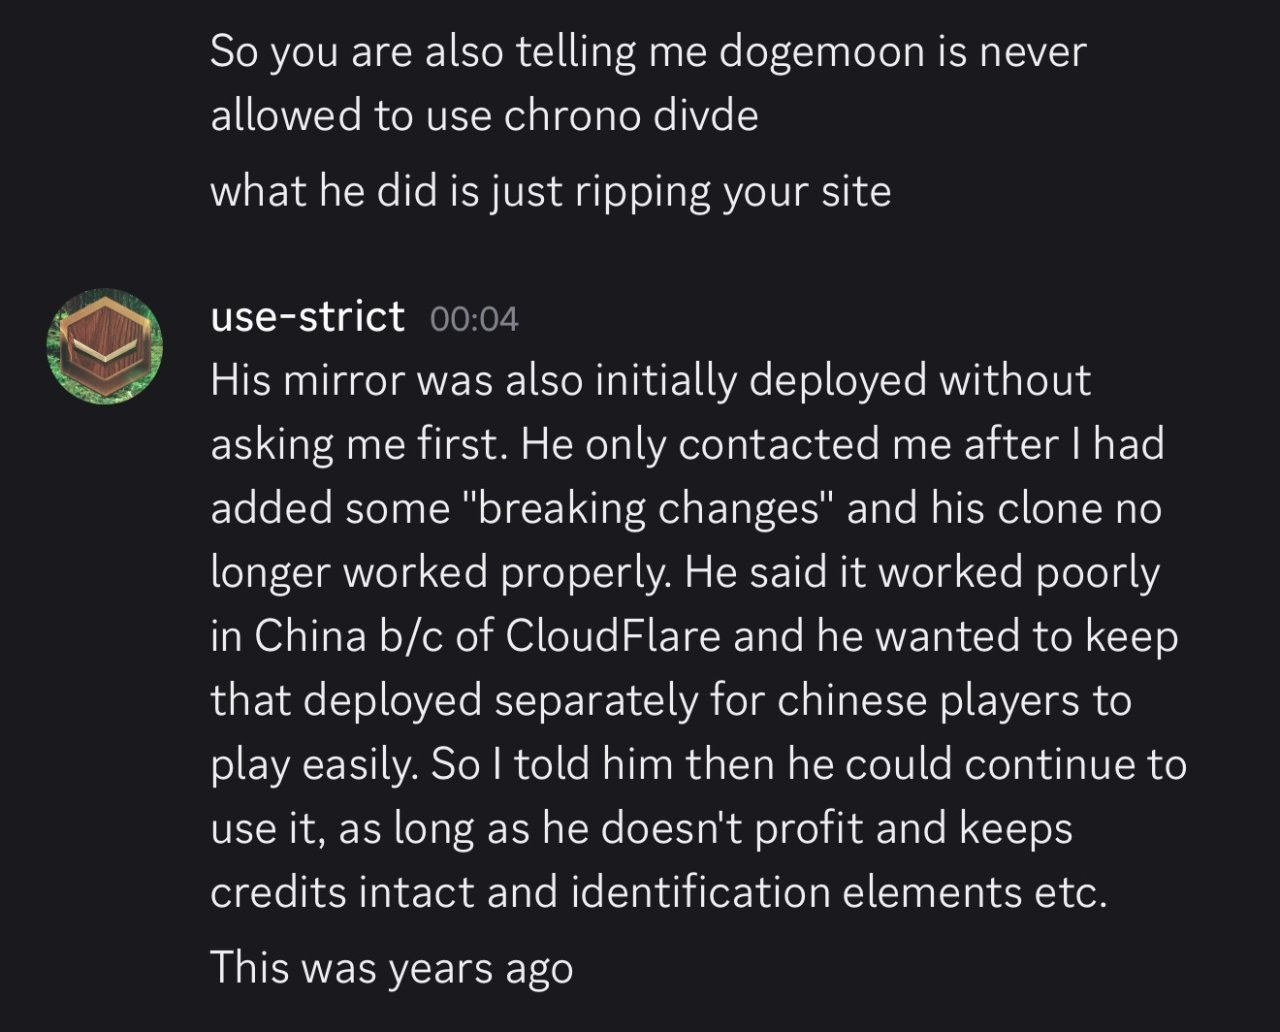 So you are also telling me dogemoon is never
allowed to use chrono divde
what he did is just ripping your site
use-strict 00:04
His mirror was also initially deployed without
asking me first. He only contacted me after I had
added some "breaking changes" and his clone no
longer worked properly. He said it worked poorly
in China b/c of CloudFlare and he wanted to keep
that deployed separately for chinese players to
play easily. So I told him then he could continue to
use it, as long as he doesn't profit and keeps
credits intact and identification elements etc.
This was years ago